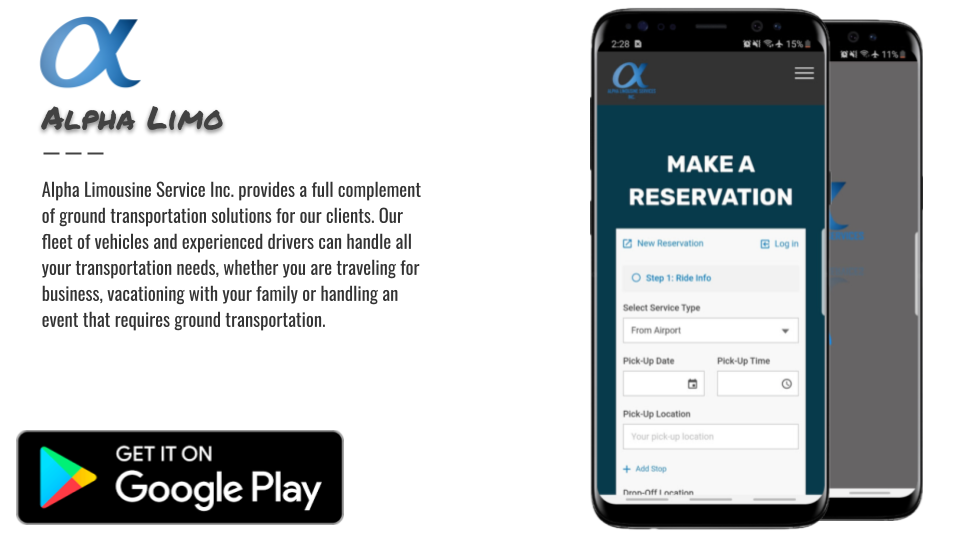 Alpha Limo
Alpha Limousine Service Inc. provides a full complement
of ground transportation solutions for our clients. Our
fleet of vehicles and experienced drivers can handle all
your transportation needs, whether you are traveling for
business, vacationing with your family or handling an
event that requires ground transportation.
GET IT ON
Google Play
2:28
15%
ALPHA LIMOUSINE SERVICE
INC.
MAKE A
RESERVATION
New Reservation
Log in
Step 1: Ride Info
Select Service Type
From Airport
Pick-Up Date
Pick-Up Time
Pick-Up Location
Your pick-up location
+ Add Stop
Drop-Off Location
11%